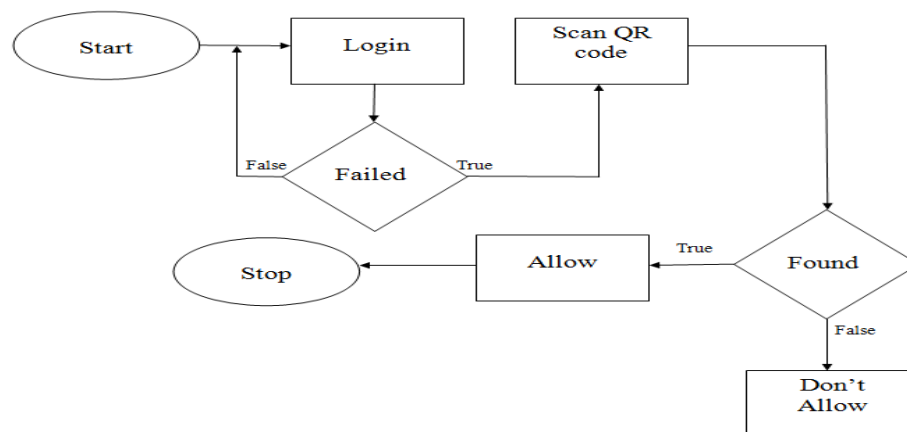 Start
Login
Scan QR
code
False
Failed
True
Stop
Allow
True
Found
False
Don't
Allow